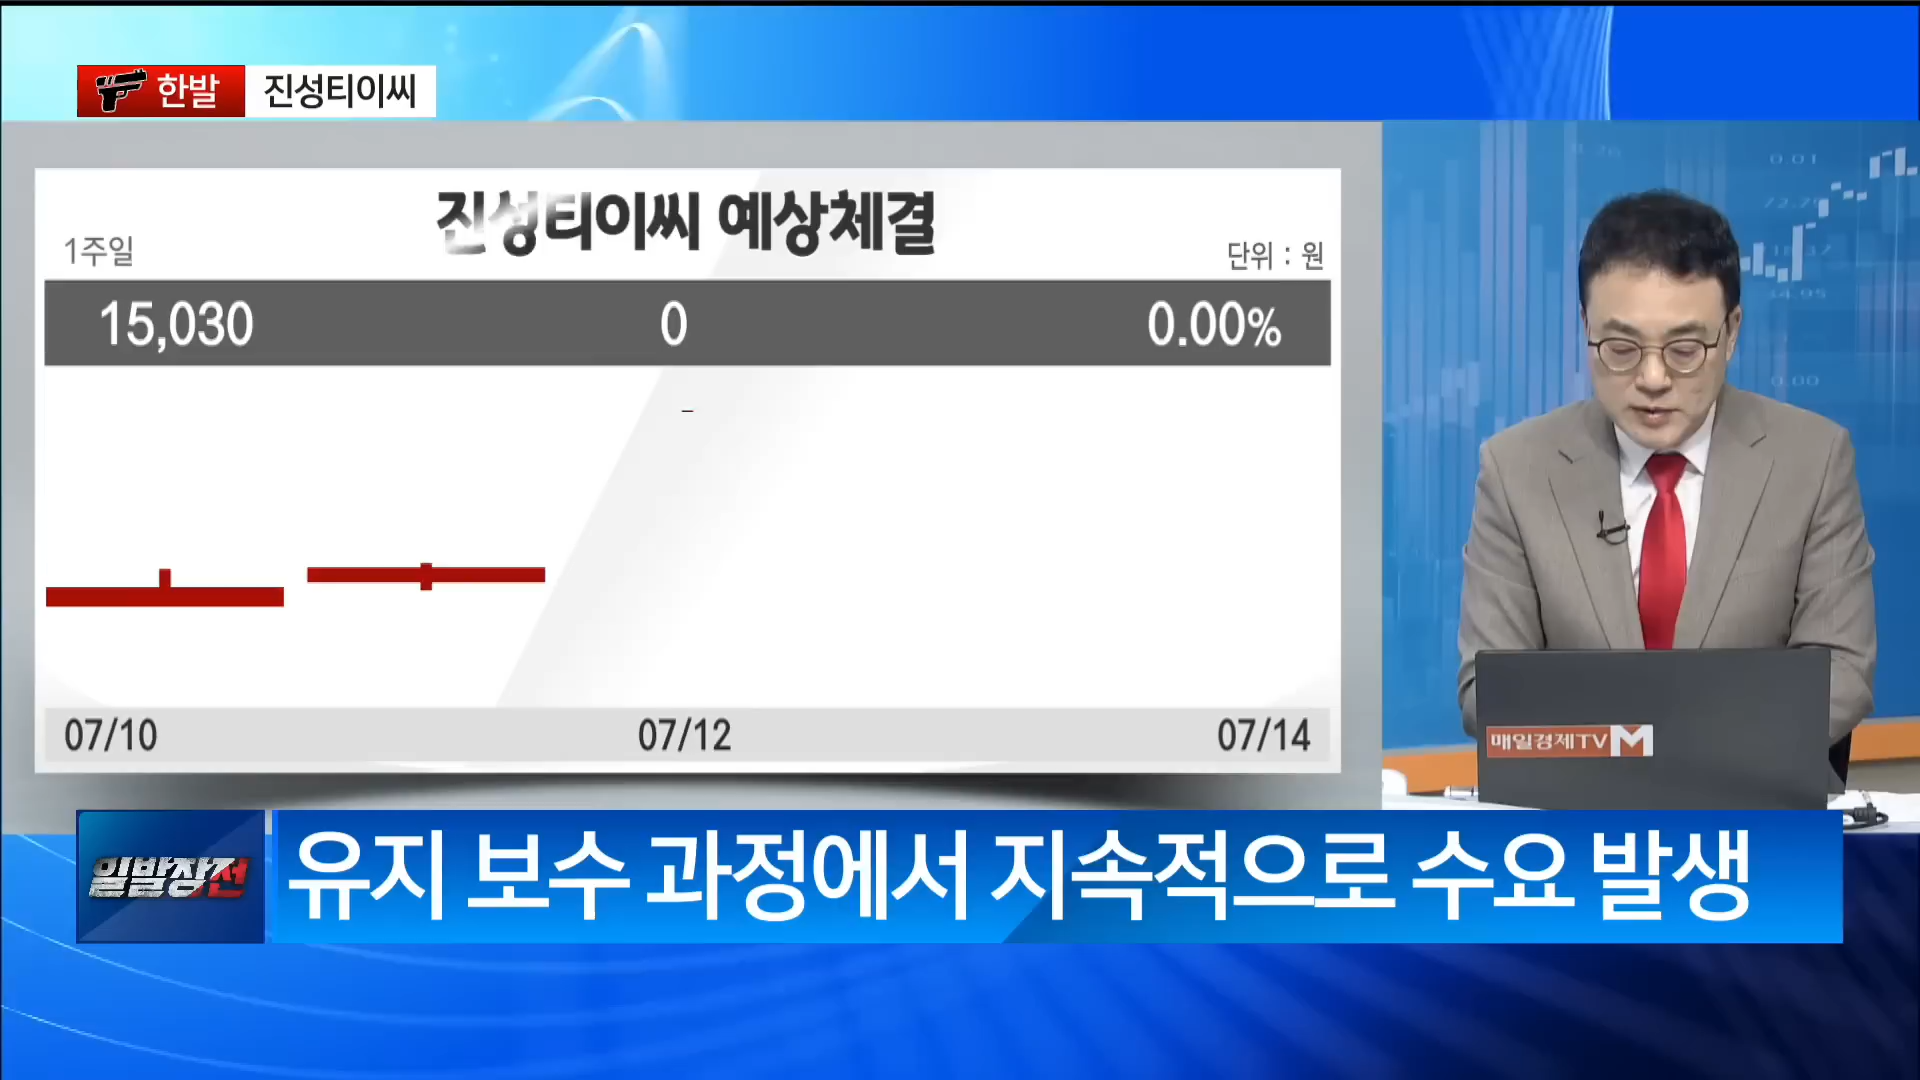 한발 진성티이씨
진성티이씨 예상체결
1주일
단위 : 원
15,030 0 0.00%
07/10 07/12 07/14
매일경제TV M
일발장전
유지 보수 과정에서 지속적으로 수요 발생